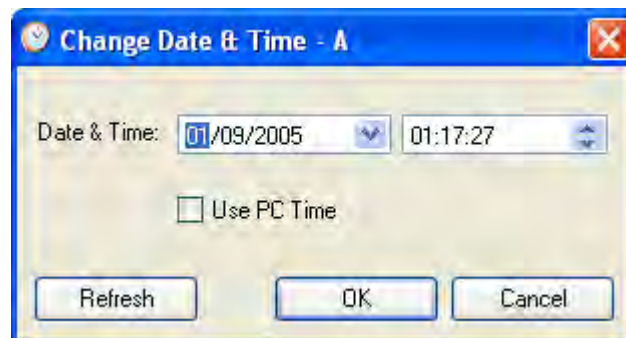 Change Date & Time - A
Date & Time: 01/09/2005 01:17:27
Use PC Time
Refresh OK Cancel